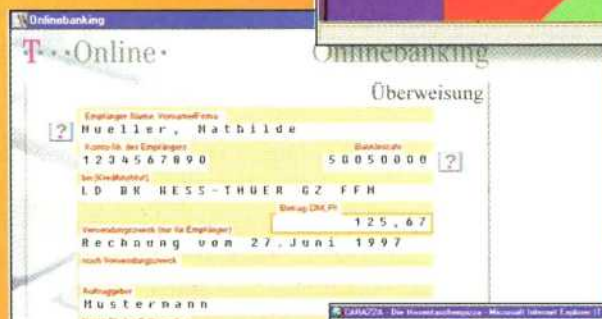 Onlinebanking
T··Online· Onlinebanking
Überweisung
Empfänger: Name, Vorname/Firma
? Mueller, Mathilde
Konto-Nr. des Empfängers Bankleitzahl
1234567890 50050000 ?
bei (Kreditinstitut)
LD BK HESS-THUER GZ FFM
Betrag: DM, Pf
125,67
Verwendungszweck (nur für Empfänger)
Rechnung vom 27.Juni 1997
noch Verwendungszweck
Auftraggeber
Mustermann
CARAZZA - Die Riesentaschenpizza - Microsoft Internet Explorer